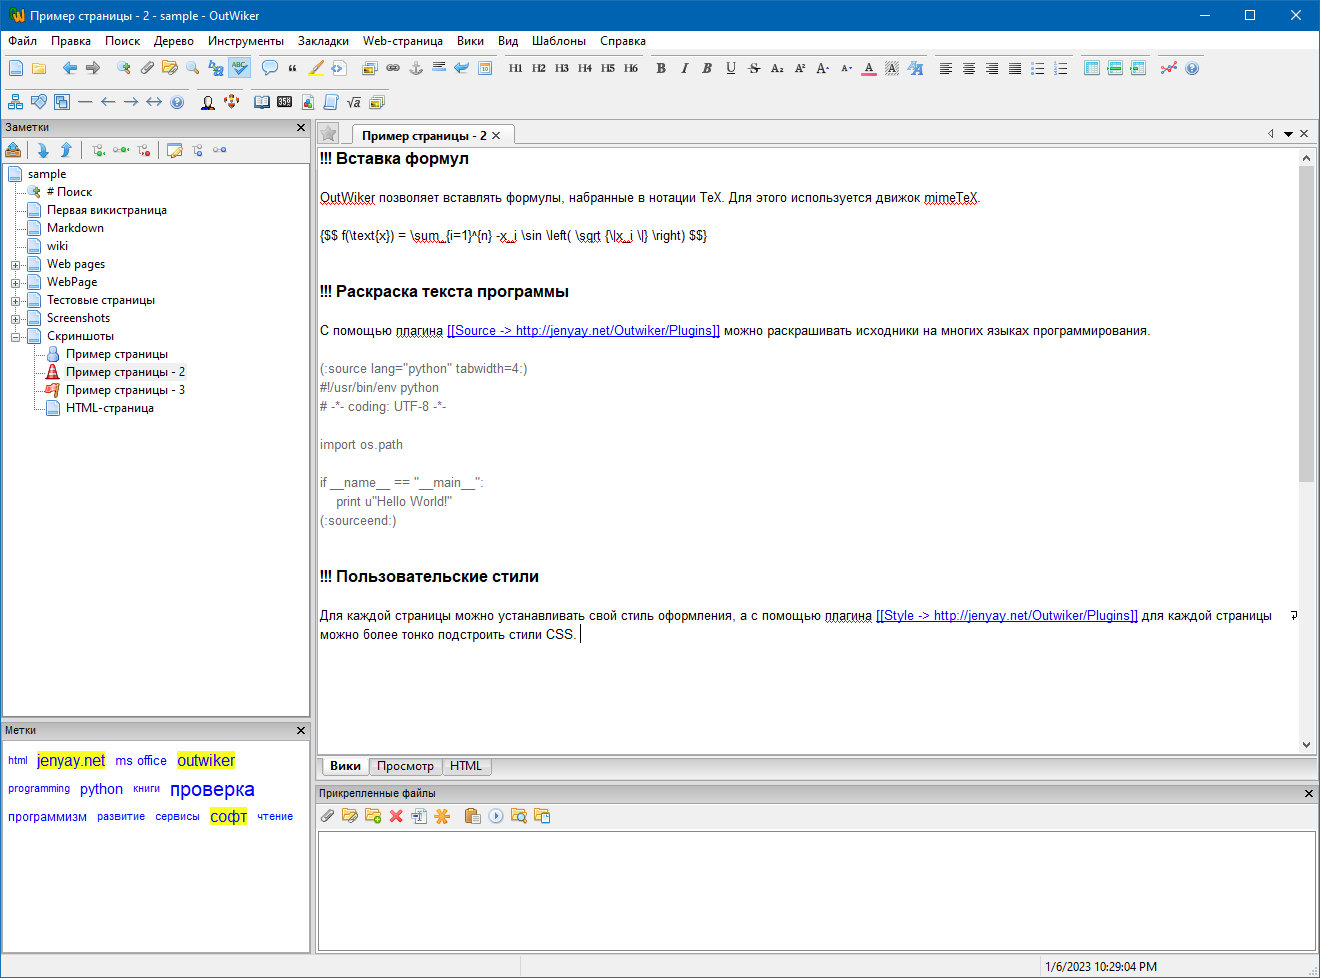 Пример страницы - 2 - sample - OutWiker
Файл Правка Поиск Дерево Инструменты Закладки Web-страница Вики Вид Шаблоны Справка
ABC H1 H2 H3 H4 H5 H6 B I B U S A₂ A² A A A A
Заметки
sample
# Поиск
Первая викистраница
Markdown
wiki
Web pages
WebPage
Тестовые страницы
Screenshots
Скриншоты
Пример страницы
Пример страницы - 2
Пример страницы - 3
HTML-страница
Метки
html jenyay.net ms office outwiker
programming python книги проверка
программизм развитие сервисы софт чтение
Пример страницы - 2
!!! Вставка формул
OutWiker позволяет вставлять формулы, набранные в нотации TeX. Для этого используется движок mimeTeX.
{$$ f(\text{x}) = \sum_{i=1}^{n} -x_i \sin \left( \sqrt {\|x_i \|} \right) $$}
!!! Раскраска текста программы
С помощью плагина [[Source -> http://jenyay.net/Outwiker/Plugins]] можно раскрашивать исходники на многих языках программирования.
(:source lang="python" tabwidth=4:)
#!/usr/bin/env python
# -*- coding: UTF-8 -*-
import os.path
if __name__ == "__main__":
print u"Hello World!"
(:sourceend:)
!!! Пользовательские стили
Для каждой страницы можно устанавливать свой стиль оформления, а с помощью плагина [[Style -> http://jenyay.net/Outwiker/Plugins]] для каждой страницы
можно более тонко подстроить стили CSS.
Вики Просмотр HTML
Прикрепленные файлы
1/6/2023 10:29:04 PM